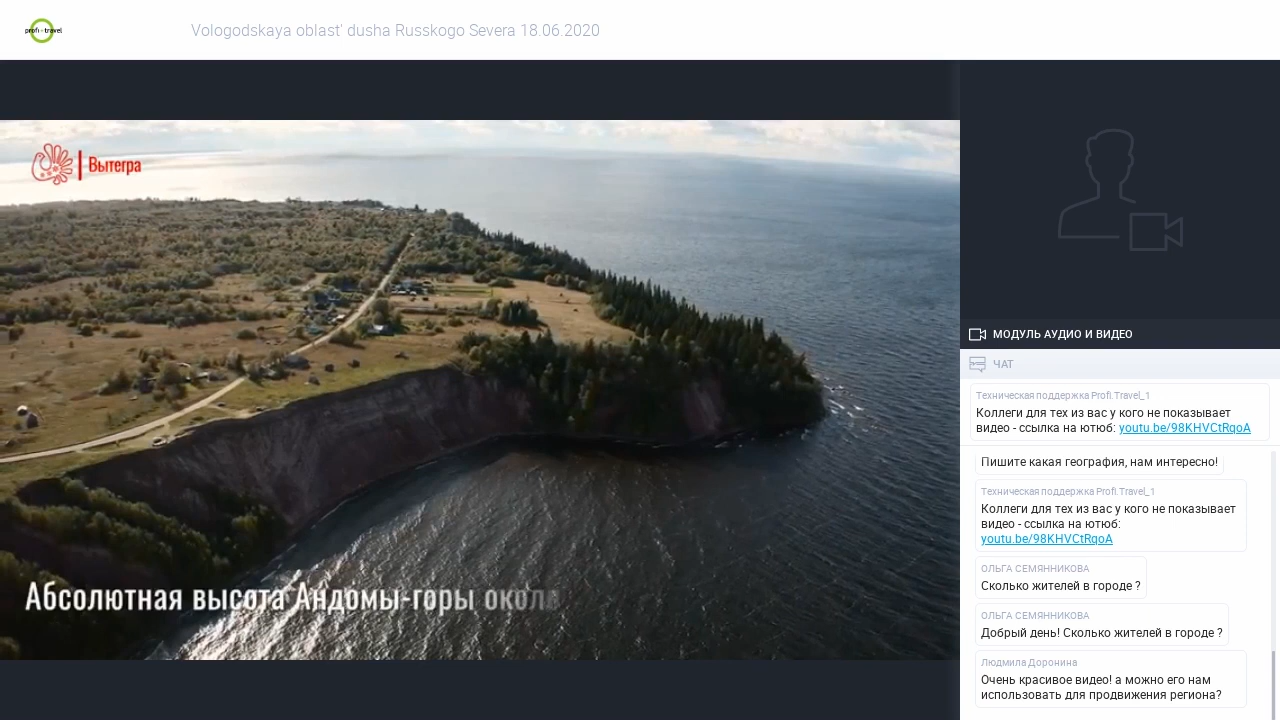 profi travel
Vologodskaya oblast' dusha Russkogo Severa 18.06.2020
Вытегра
Абсолютная высота Андомы-горы около
МОДУЛЬ АУДИО И ВИДЕО
ЧАТ
Техническая поддержка Profi.Travel_1
Коллеги для тех из вас у кого не показывает
видео - ссылка на ютюб: youtu.be/98KHVCtRqoA
Пишите какая география, нам интересно!
Техническая поддержка Profi.Travel_1
Коллеги для тех из вас у кого не показывает
видео - ссылка на ютюб:
youtu.be/98KHVCtRqoA
ОЛЬГА СЕМЯННИКОВА
Сколько жителей в городе ?
ОЛЬГА СЕМЯННИКОВА
Добрый день! Сколько жителей в городе ?
Людмила Доронина
Очень красивое видео! а можно его нам
использовать для продвижения региона?